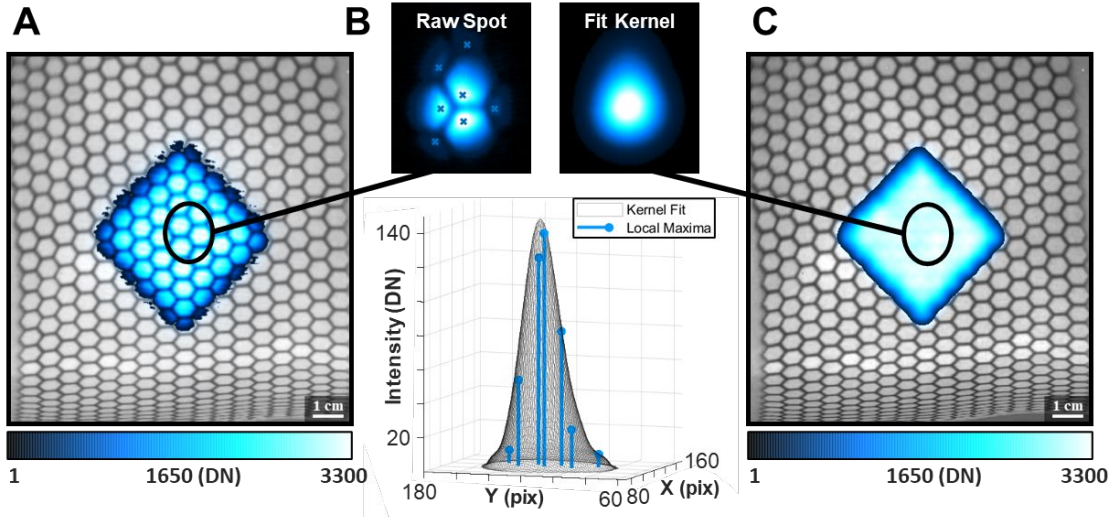 A
B
C
Raw Spot
Fit Kernel
Kernel Fit
Local Maxima
140
Intensity (DN)
20
180
Y (pix)
60
80
X (pix)
160
1 cm
1
1650 (DN)
3300
1 cm
1
1650 (DN)
3300